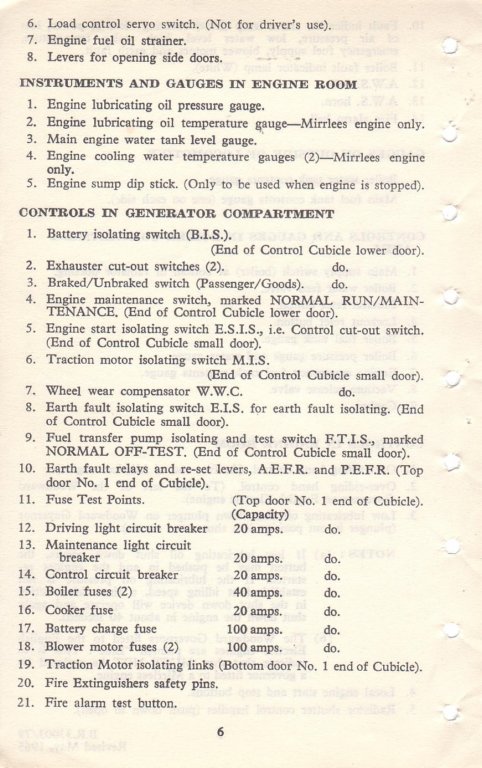 6. Load control servo switch. (Not for driver's use).
7. Engine fuel oil strainer.
8. Levers for opening side doors.
INSTRUMENTS AND GAUGES IN ENGINE ROOM
1. Engine lubricating oil pressure gauge.
2. Engine lubricating oil temperature gauge—Mirrlees engine only.
3. Main engine water tank level gauge.
4. Engine cooling water temperature gauges (2)—Mirrlees engine
only.
5. Engine sump dip stick. (Only to be used when engine is stopped).
CONTROLS IN GENERATOR COMPARTMENT
1. Battery isolating switch (B.I.S.).
(End of Control Cubicle lower door).
2. Exhauster cut-out switches (2). do.
3. Braked/Unbraked switch (Passenger/Goods). do.
4. Engine maintenance switch, marked NORMAL RUN/MAIN-
TENANCE. (End of Control Cubicle lower door).
5. Engine start isolating switch E.S.I.S., i.e. Control cut-out switch.
(End of Control Cubicle small door).
6. Traction motor isolating switch M.I.S.
(End of Control Cubicle small door).
7. Wheel wear compensator W.W.C. do.
8. Earth fault isolating switch E.I.S. for earth fault isolating. (End
of Control Cubicle small door).
9. Fuel transfer pump isolating and test switch F.T.I.S., marked
NORMAL OFF-TEST. (End of Control Cubicle small door).
10. Earth fault relays and re-set levers, A.E.F.R. and P.E.F.R. (Top
door No. 1 end of Cubicle).
11. Fuse Test Points. (Top door No. 1 end of Cubicle).
(Capacity)
12. Driving light circuit breaker 20 amps. do.
13. Maintenance light circuit
breaker 20 amps. do.
14. Control circuit breaker 20 amps. do.
15. Boiler fuses (2) 40 amps. do.
16. Cooker fuse 20 amps. do.
17. Battery charge fuse 100 amps. do.
18. Blower motor fuses (2) 100 amps. do.
19. Traction Motor isolating links (Bottom door No. 1 end of Cubicle).
20. Fire Extinguishers safety pins.
21. Fire alarm test button.
6